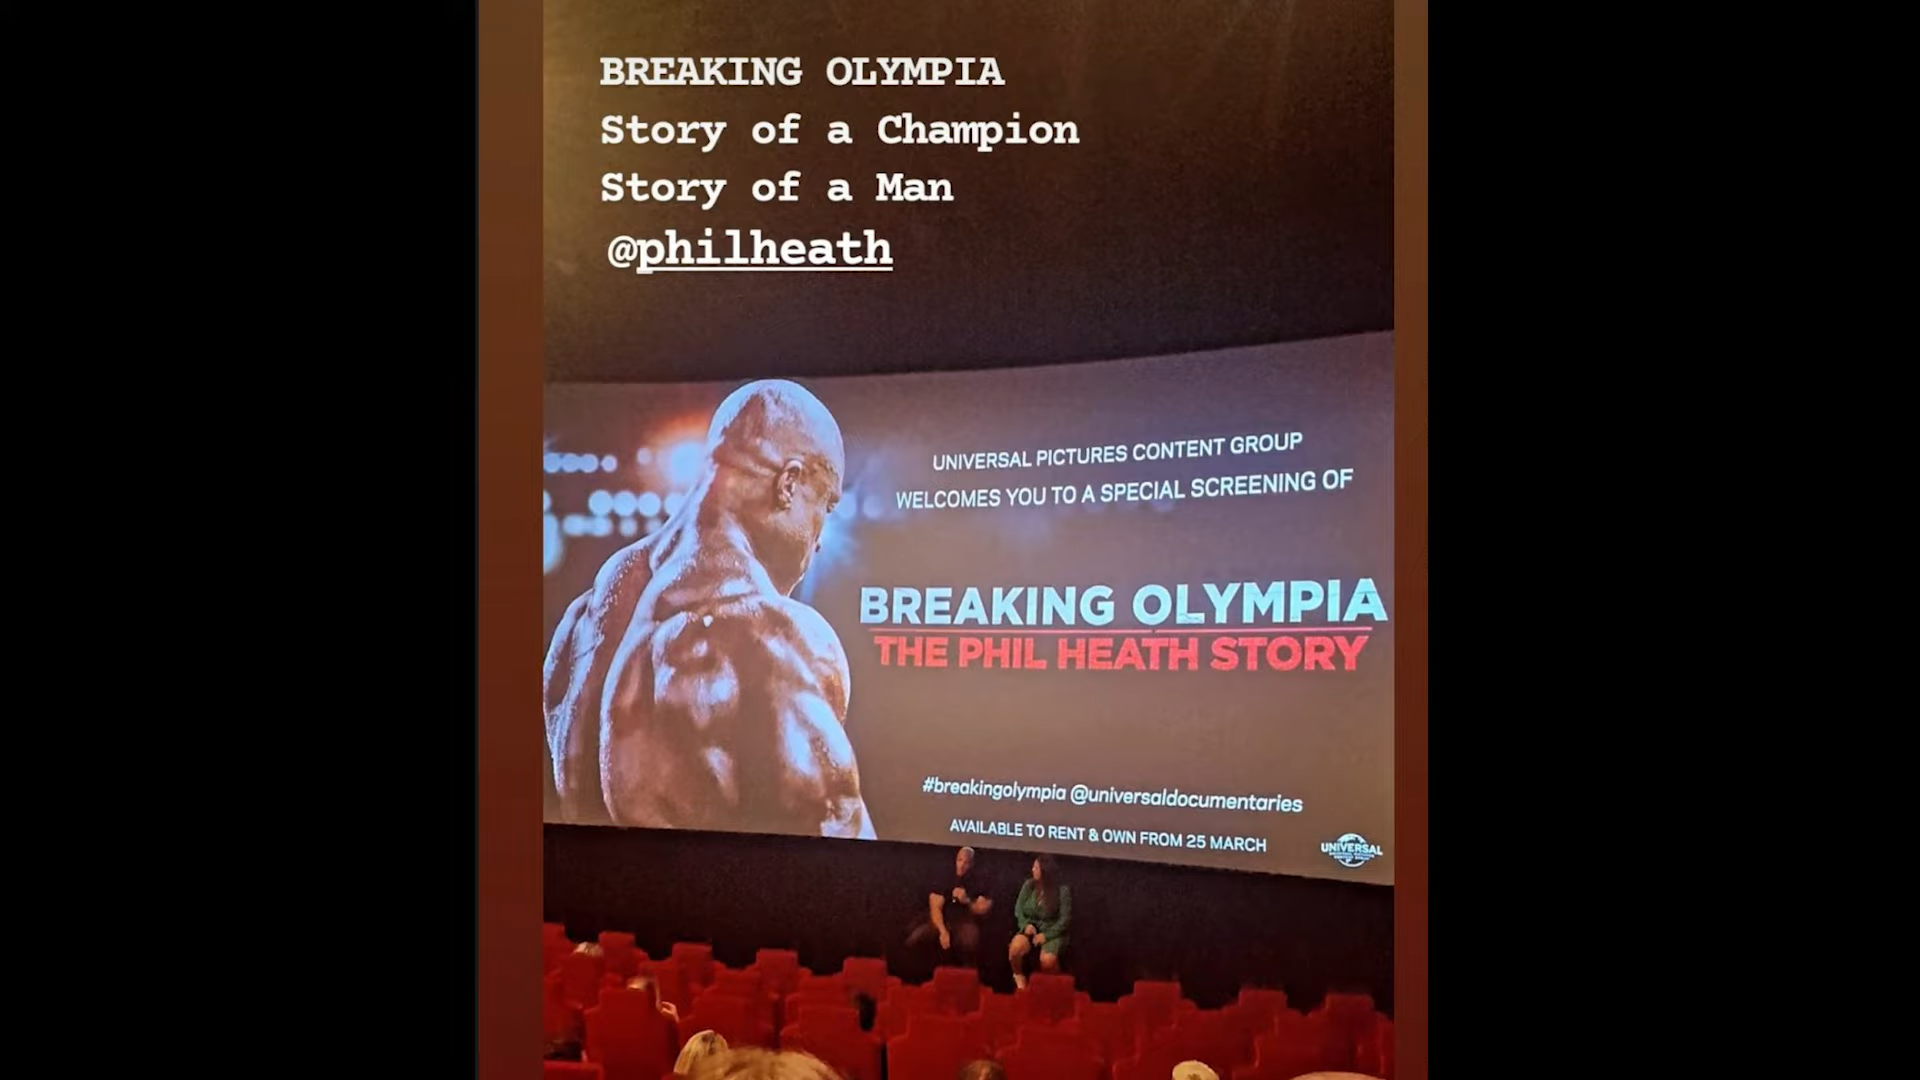 BREAKING OLYMPIA
Story of a Champion
Story of a Man
@philheath
UNIVERSAL PICTURES CONTENT GROUP
WELCOMES YOU TO A SPECIAL SCREENING OF
BREAKING OLYMPIA
THE PHIL HEATH STORY
#breakingolympia @universaldocumentaries
AVAILABLE TO RENT & OWN FROM 25 MARCH
UNIVERSAL